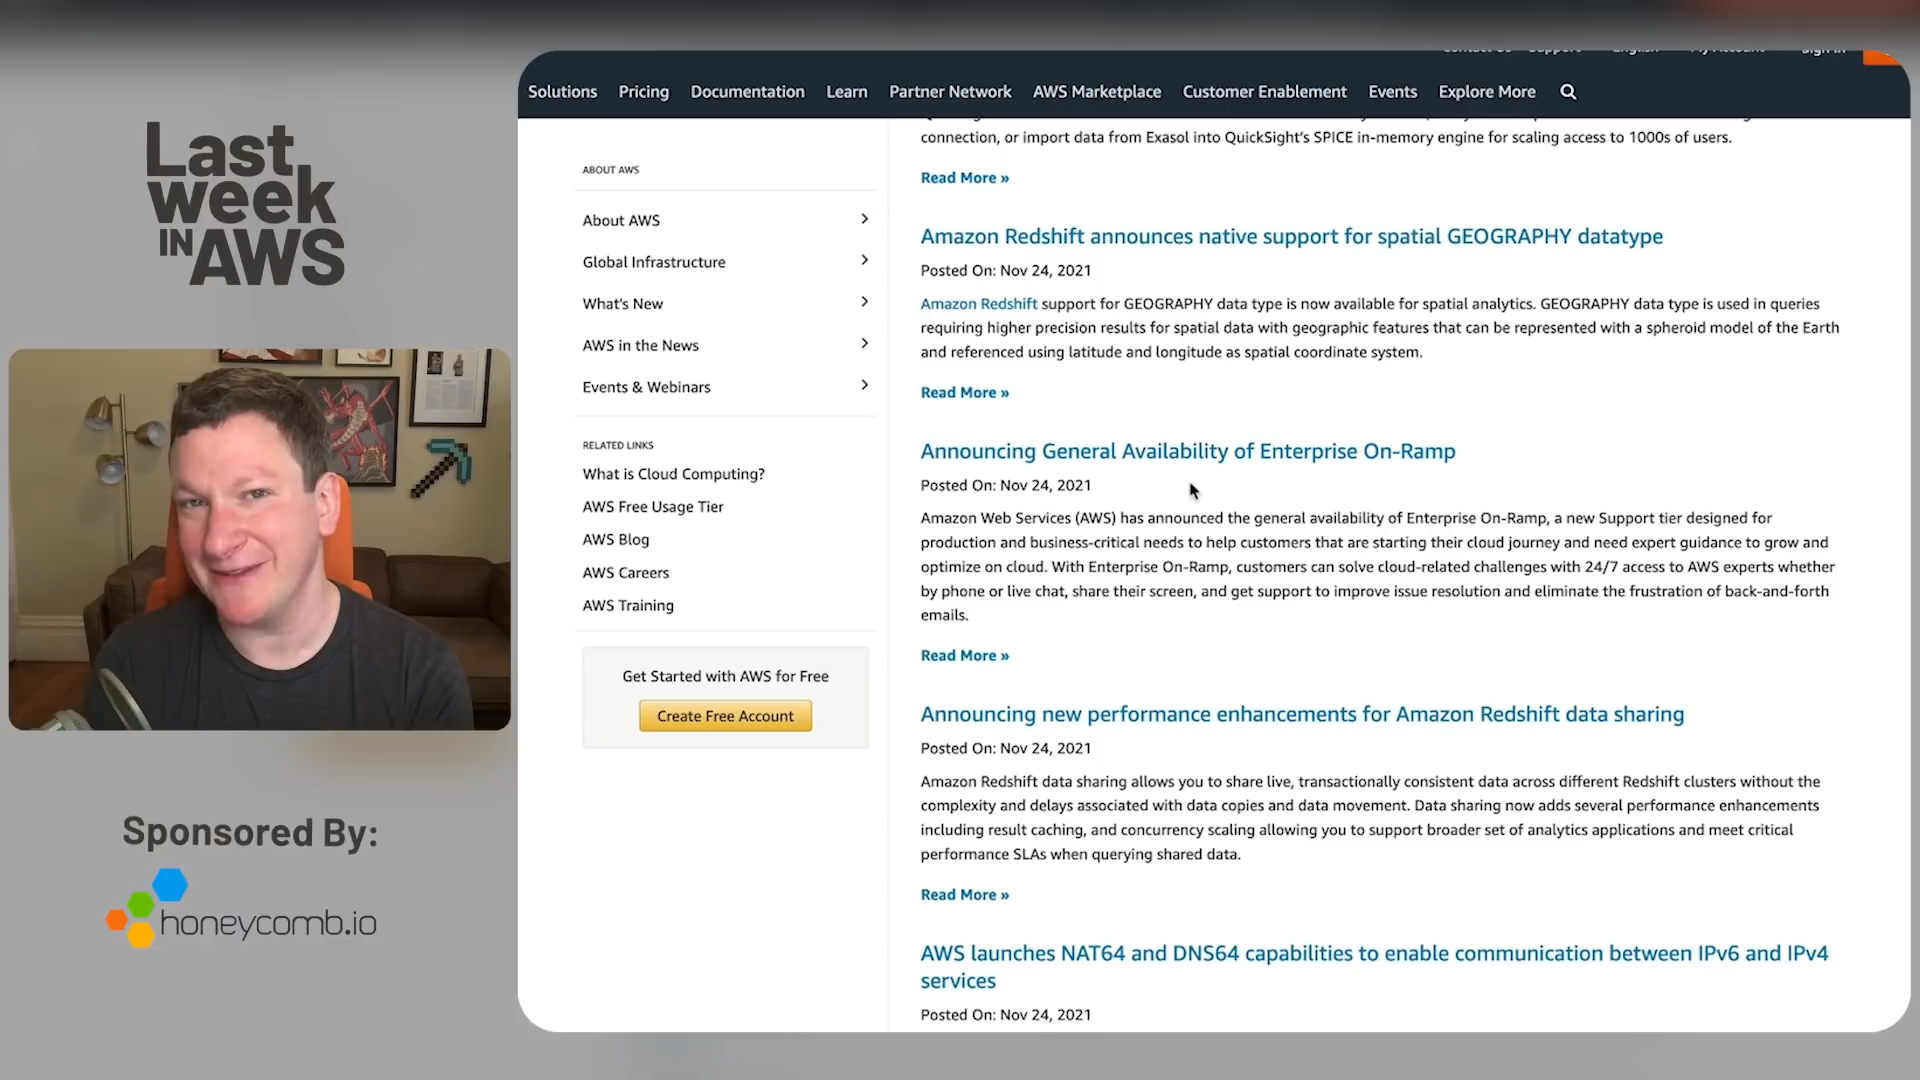 Contact Us Support English My Account Sign In
Solutions Pricing Documentation Learn Partner Network AWS Marketplace Customer Enablement Events Explore More
Last
week
IN AWS
Sponsored By:
honeycomb.io
ABOUT AWS
About AWS
Global Infrastructure
What's New
AWS in the News
Events & Webinars
RELATED LINKS
What is Cloud Computing?
AWS Free Usage Tier
AWS Blog
AWS Careers
AWS Training
Get Started with AWS for Free
Create Free Account
connection, or import data from Exasol into QuickSight's SPICE in-memory engine for scaling access to 1000s of users.
Read More »
Amazon Redshift announces native support for spatial GEOGRAPHY datatype
Posted On: Nov 24, 2021
Amazon Redshift support for GEOGRAPHY data type is now available for spatial analytics. GEOGRAPHY data type is used in queries
requiring higher precision results for spatial data with geographic features that can be represented with a spheroid model of the Earth
and referenced using latitude and longitude as spatial coordinate system.
Read More »
Announcing General Availability of Enterprise On-Ramp
Posted On: Nov 24, 2021
Amazon Web Services (AWS) has announced the general availability of Enterprise On-Ramp, a new Support tier designed for
production and business-critical needs to help customers that are starting their cloud journey and need expert guidance to grow and
optimize on cloud. With Enterprise On-Ramp, customers can solve cloud-related challenges with 24/7 access to AWS experts whether
by phone or live chat, share their screen, and get support to improve issue resolution and eliminate the frustration of back-and-forth
emails.
Read More »
Announcing new performance enhancements for Amazon Redshift data sharing
Posted On: Nov 24, 2021
Amazon Redshift data sharing allows you to share live, transactionally consistent data across different Redshift clusters without the
complexity and delays associated with data copies and data movement. Data sharing now adds several performance enhancements
including result caching, and concurrency scaling allowing you to support broader set of analytics applications and meet critical
performance SLAs when querying shared data.
Read More »
AWS launches NAT64 and DNS64 capabilities to enable communication between IPv6 and IPv4
services
Posted On: Nov 24, 2021